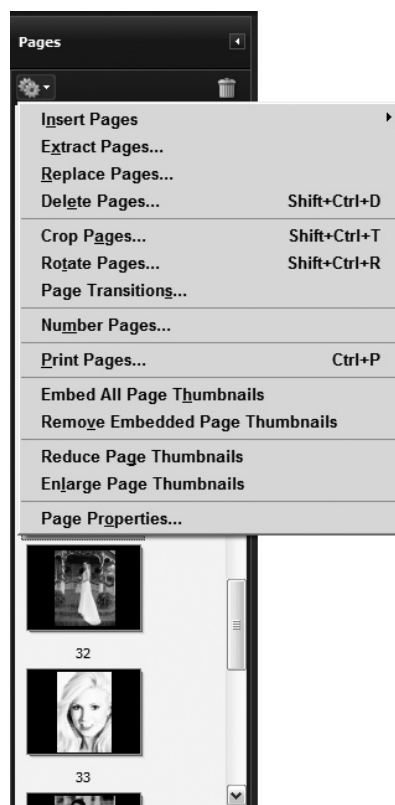 Pages
Insert Pages
Extract Pages...
Replace Pages...
Delete Pages... Shift+Ctrl+D
Crop Pages... Shift+Ctrl+T
Rotate Pages... Shift+Ctrl+R
Page Transitions...
Number Pages...
Print Pages... Ctrl+P
Embed All Page Thumbnails
Remove Embedded Page Thumbnails
Reduce Page Thumbnails
Enlarge Page Thumbnails
Page Properties...
32
33